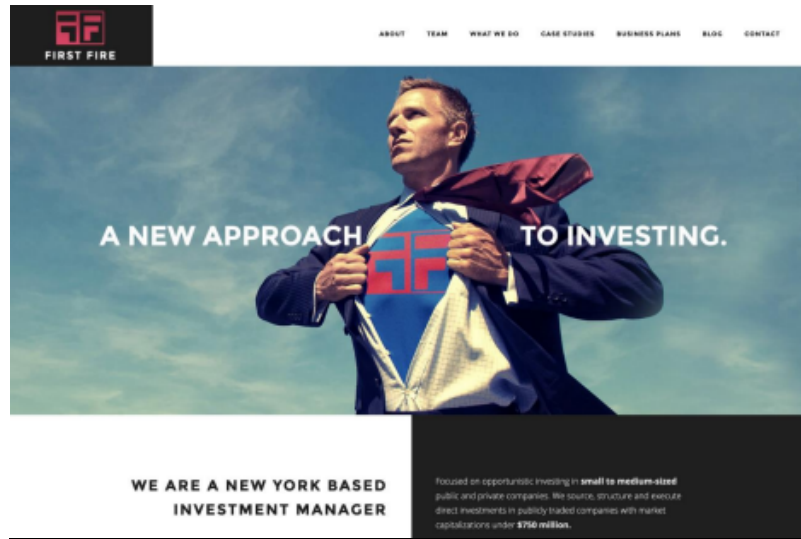 FIRST FIRE
ABOUT TEAM WHAT WE DO CASE STUDIES BUSINESS PLANS BLOG CONTACT
A NEW APPROACH TO INVESTING.
WE ARE A NEW YORK BASED
INVESTMENT MANAGER
Focused on opportunistic investing in small to medium-sized
public and private companies. We source, structure and execute
direct investments in publicly traded companies with market
capitalizations under $750 million.